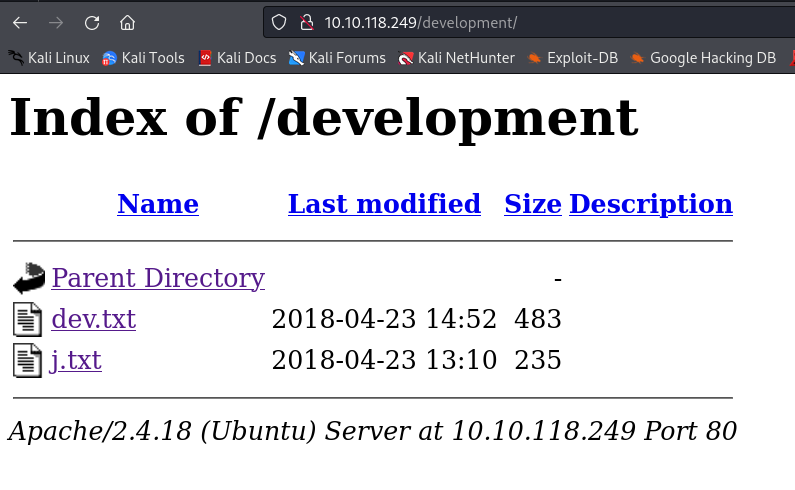 10.10.118.249/development/
Kali Linux Kali Tools Kali Docs Kali Forums Kali NetHunter Exploit-DB Google Hacking DB
Index of /development
Name Last modified Size Description
Parent Directory -
dev.txt 2018-04-23 14:52 483
j.txt 2018-04-23 13:10 235
Apache/2.4.18 (Ubuntu) Server at 10.10.118.249 Port 80